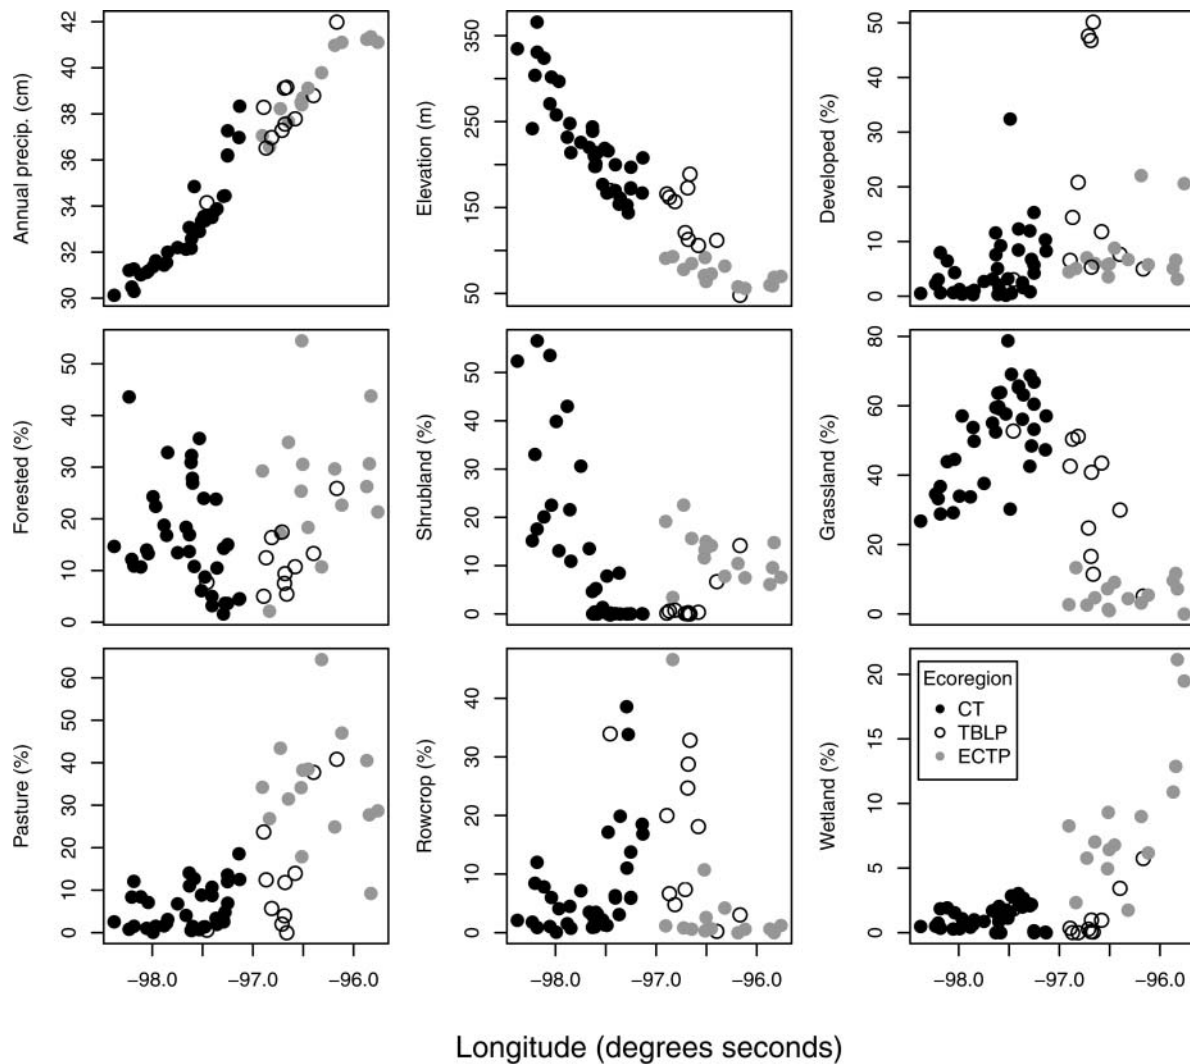 Annual precip. (cm)
30 32 34 36 38 40 42
Elevation (m)
50 150 250 350
Developed (%)
0 10 20 30 40 50
Forested (%)
0 10 20 30 40 50
Shrubland (%)
0 10 20 30 40 50
Grassland (%)
0 20 40 60 80
Pasture (%)
0 10 20 30 40 50 60
Rowcrop (%)
0 10 20 30 40
Wetland (%)
0 5 10 15 20
Ecoregion
CT
TBLP
ECTP
−98.0 −97.0 −96.0
−98.0 −97.0 −96.0
−98.0 −97.0 −96.0
Longitude (degrees seconds)